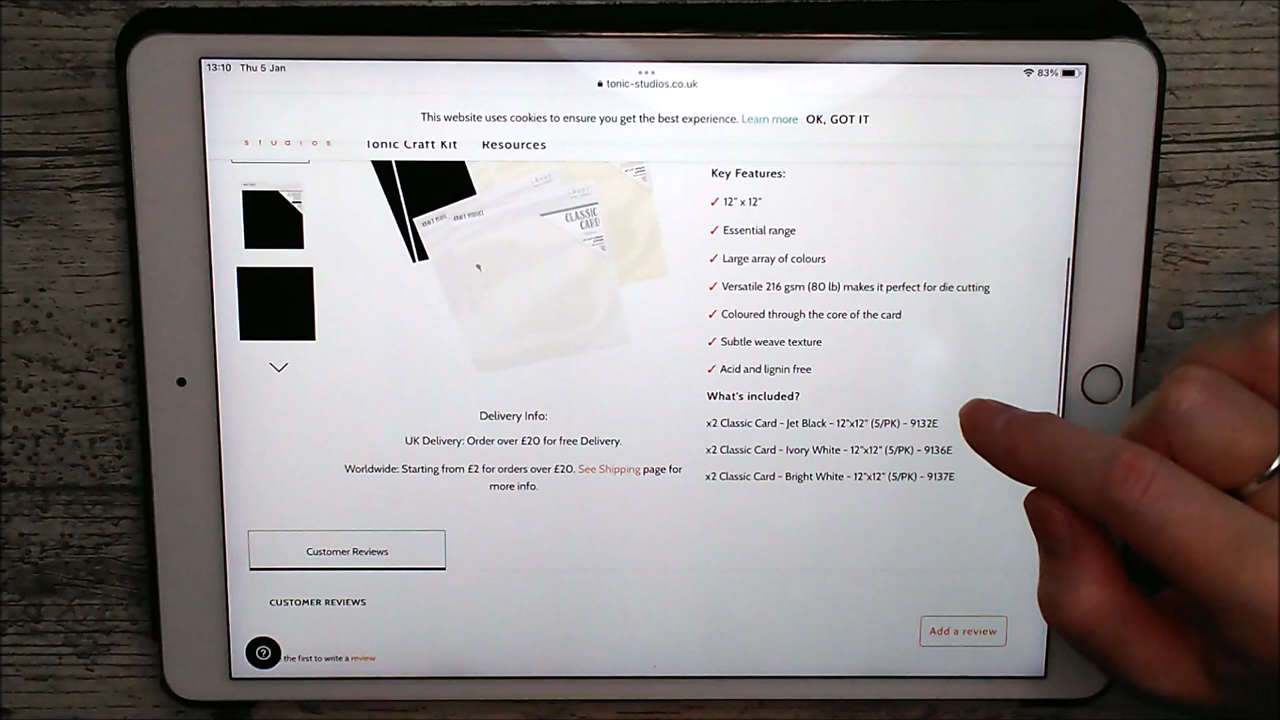 13:10 Thu 5 Jan
83%
tonic-studios.co.uk
This website uses cookies to ensure you get the best experience. Learn more OK, GOT IT
studios
Tonic Craft Kit Resources
CLASSIC
CARD
Key Features:
✓ 12" x 12"
✓ Essential range
✓ Large array of colours
✓ Versatile 216 gsm (80 lb) makes it perfect for die cutting
✓ Coloured through the core of the card
✓ Subtle weave texture
✓ Acid and lignin free
What's included?
x2 Classic Card - Jet Black - 12"x12" (5/PK) - 9132E
x2 Classic Card - Ivory White - 12"x12" (5/PK) - 9136E
x2 Classic Card - Bright White - 12"x12" (5/PK) - 9137E
Delivery Info:
UK Delivery: Order over £20 for free Delivery.
Worldwide: Starting from £2 for orders over £20. See Shipping page for
more info.
Customer Reviews
CUSTOMER REVIEWS
Add a review
the first to write a review